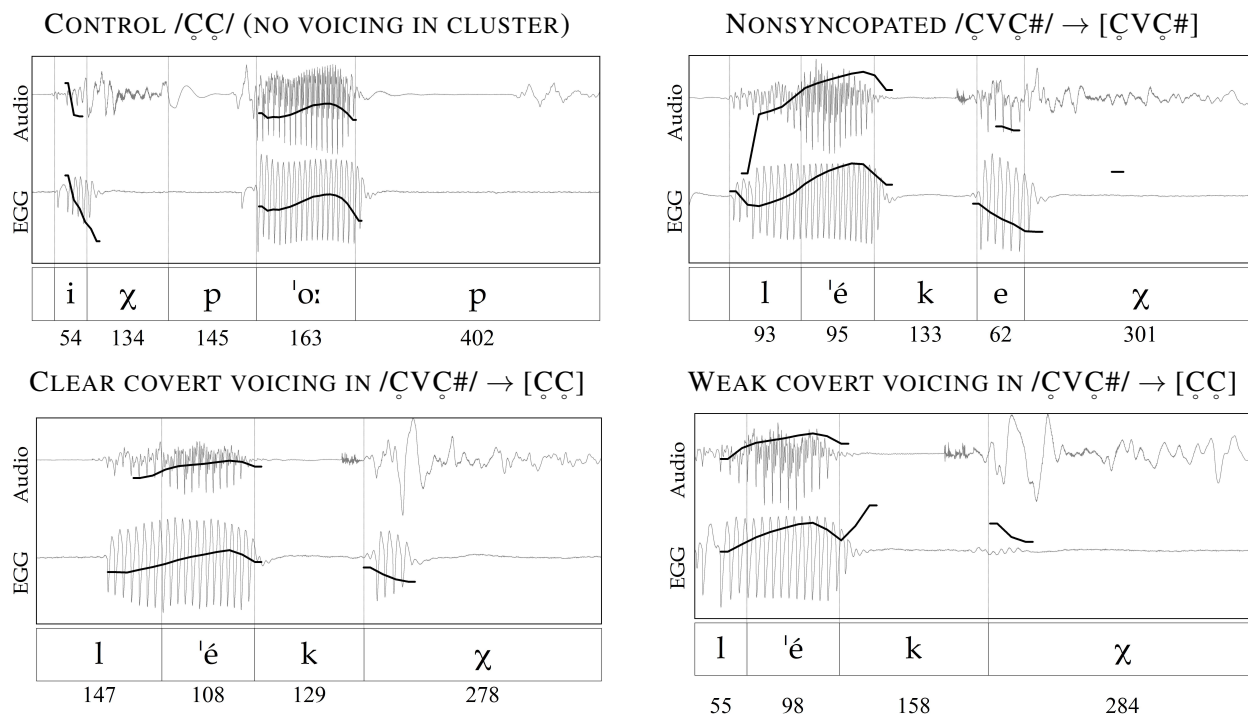 CONTROL /C̥C̥/ (NO VOICING IN CLUSTER)
Audio
EGG
i χ p ˈoː p
54 134 145 163 402
NONSYNCOPATED /C̥VC̥#/ → [C̥VC̥#]
Audio
EGG
l ˈé k e χ
93 95 133 62 301
CLEAR COVERT VOICING IN /C̥VC̥#/ → [C̥C̥]
Audio
EGG
l ˈé k χ
147 108 129 278
WEAK COVERT VOICING IN /C̥VC̥#/ → [C̥C̥]
Audio
EGG
l ˈé k χ
55 98 158 284